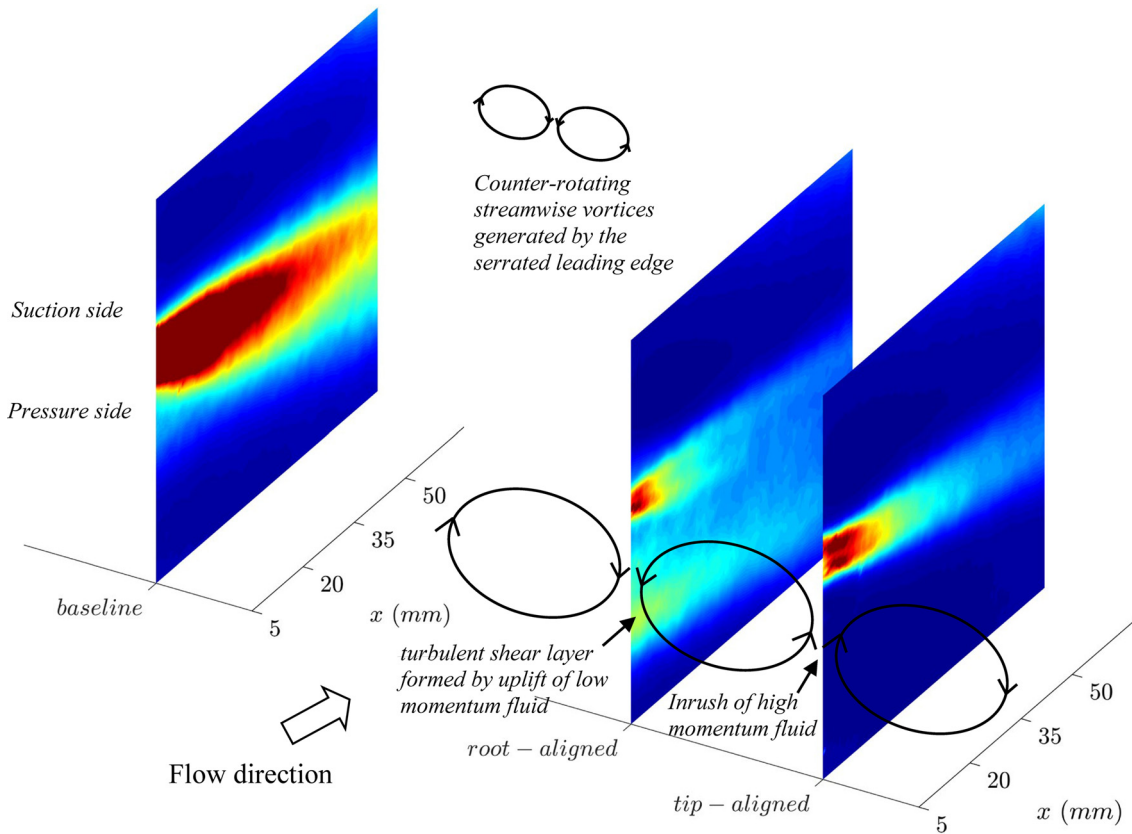 Counter-rotating
streamwise vortices
generated by the
serrated leading edge
Suction side
Pressure side
baseline
5
20
35
50
x (mm)
turbulent shear layer
formed by uplift of low
momentum fluid
Inrush of high
momentum fluid
root − aligned
tip − aligned
5
20
35
50
x (mm)
Flow direction